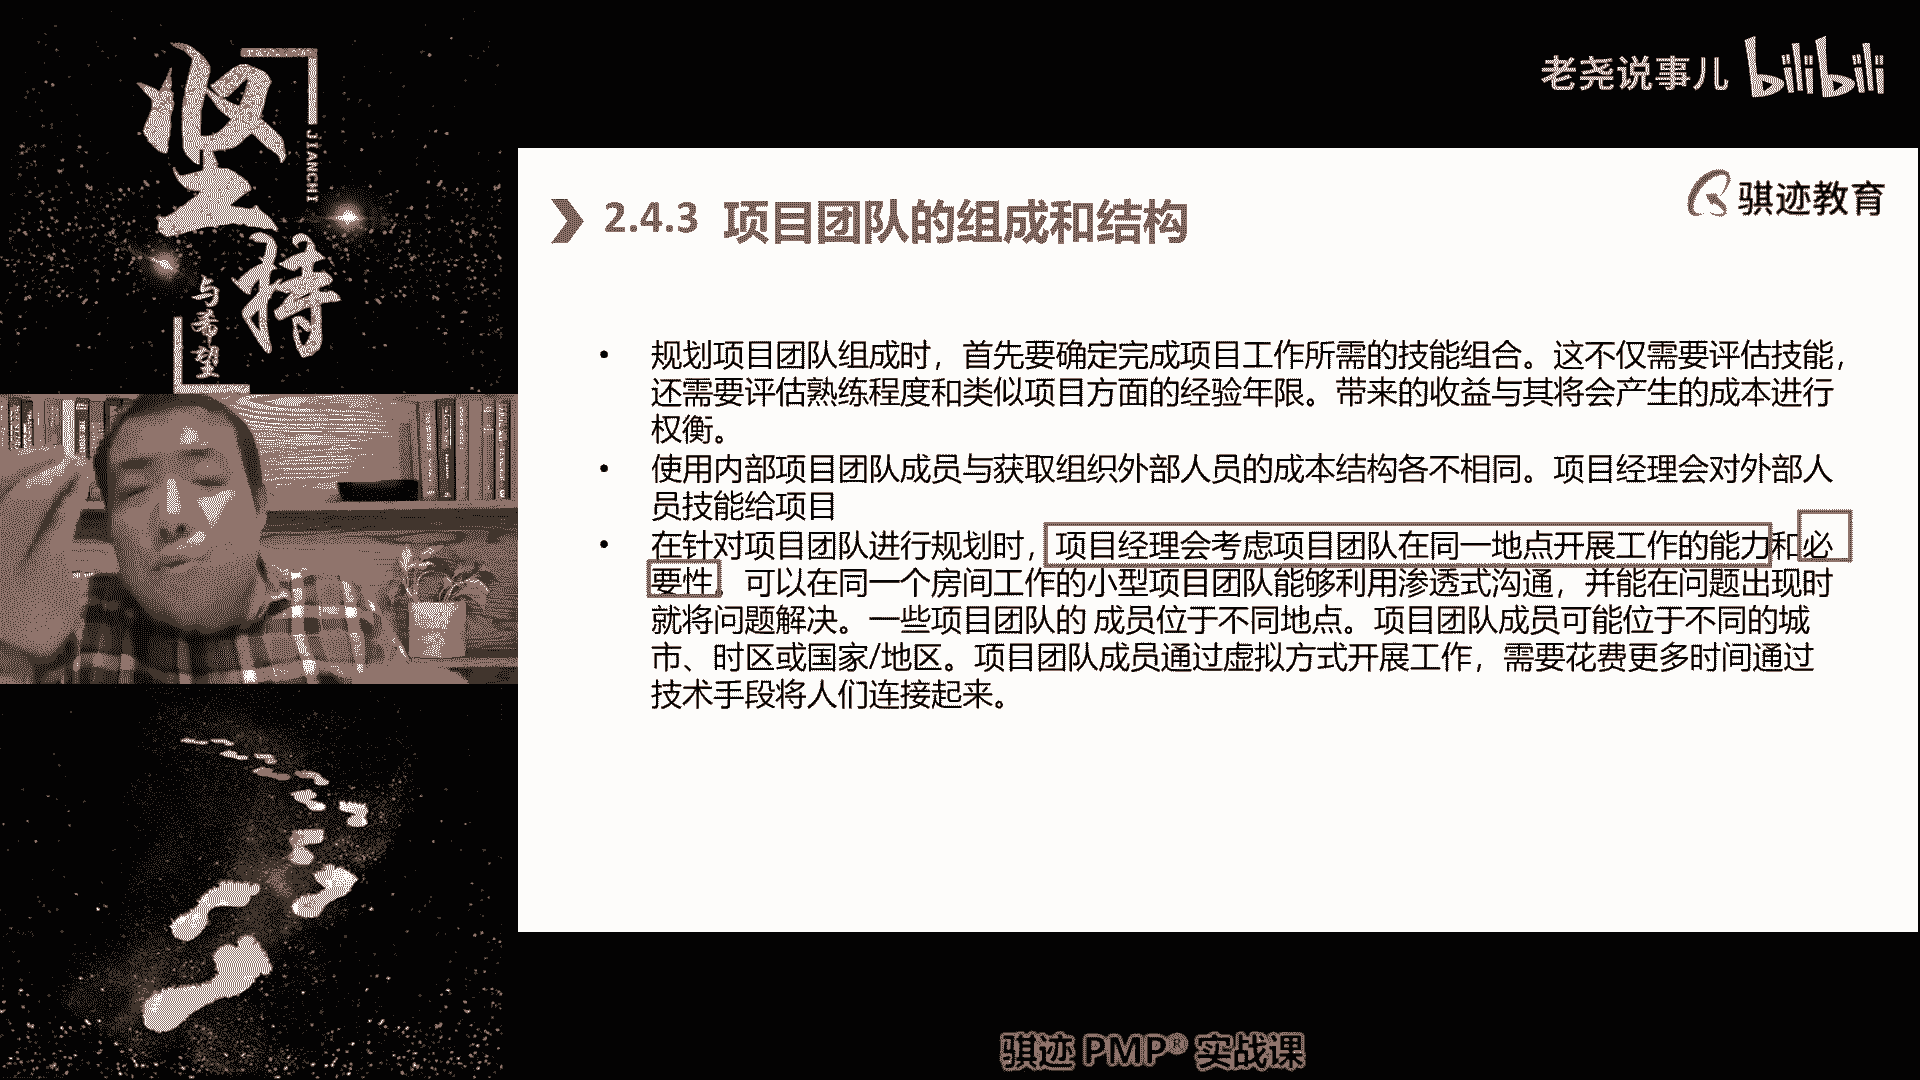 坚持
JIANCHI
与希望
老尧说事儿 bilibili
骐迹教育
2.4.3 项目团队的组成和结构
• 规划项目团队组成时，首先要确定完成项目工作所需的技能组合。这不仅需要评估技能，
还需要评估熟练程度和类似项目方面的经验年限。带来的收益与其将会产生的成本进行
权衡。
• 使用内部项目团队成员与获取组织外部人员的成本结构各不相同。项目经理会对外部人
员技能给项目
• 在针对项目团队进行规划时，项目经理会考虑项目团队在同一地点开展工作的能力和必
要性。可以在同一个房间工作的小型项目团队能够利用渗透式沟通，并能在问题出现时
就将问题解决。一些项目团队的 成员位于不同地点。项目团队成员可能位于不同的城
市、时区或国家/地区。项目团队成员通过虚拟方式开展工作，需要花费更多时间通过
技术手段将人们连接起来。
骐迹 PMP® 实战课